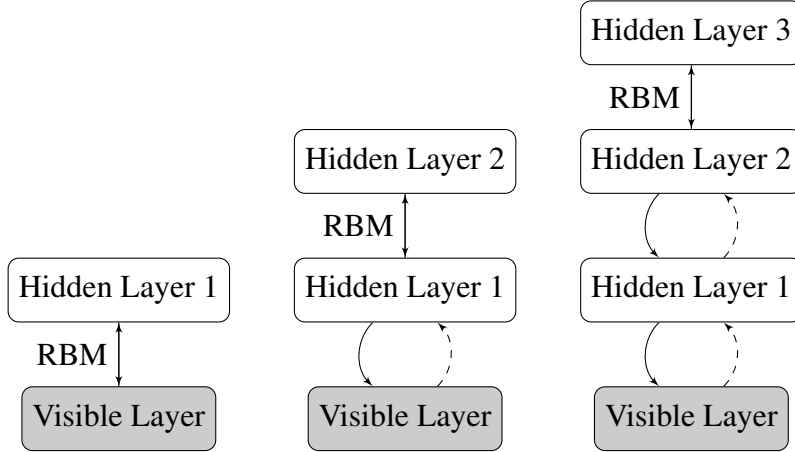 Hidden Layer 1
RBM
Visible Layer
Hidden Layer 2
RBM
Hidden Layer 1
Visible Layer
Hidden Layer 3
RBM
Hidden Layer 2
Hidden Layer 1
Visible Layer